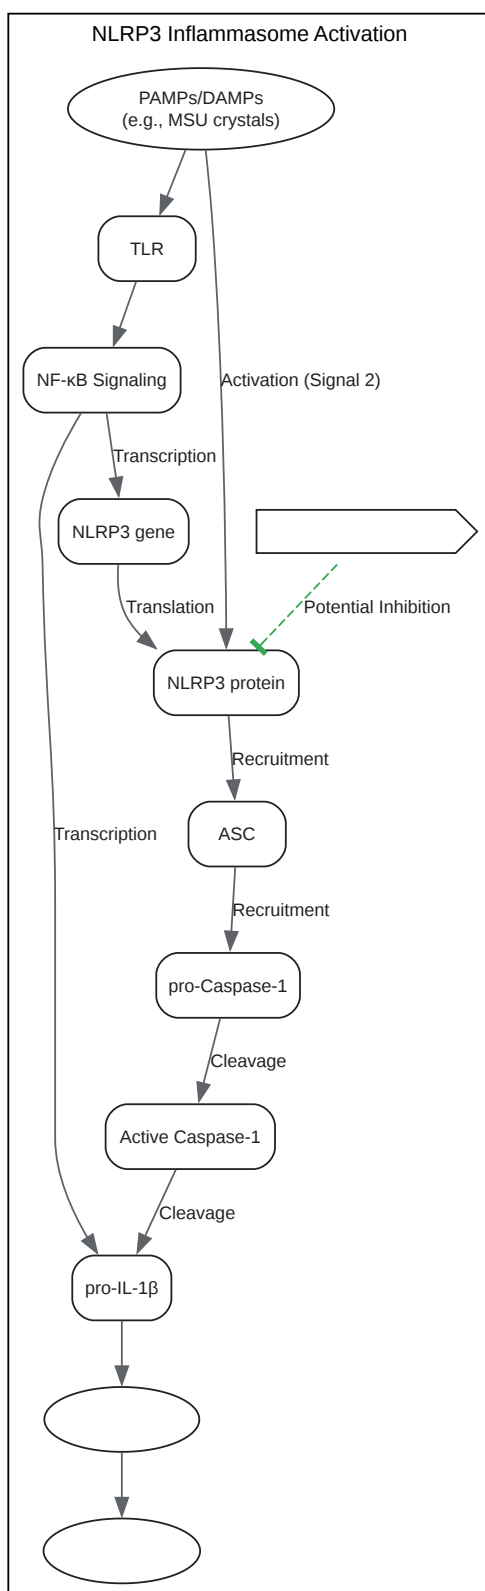 NLRP3 Inflammasome Activation
PAMPs/DAMPs
(e.g., MSU crystals)
TLR
NF-κB Signaling
Activation (Signal 2)
Transcription
NLRP3 gene
Translation
Potential Inhibition
NLRP3 protein
Recruitment
Transcription
ASC
Recruitment
pro-Caspase-1
Cleavage
Active Caspase-1
Cleavage
pro-IL-1β